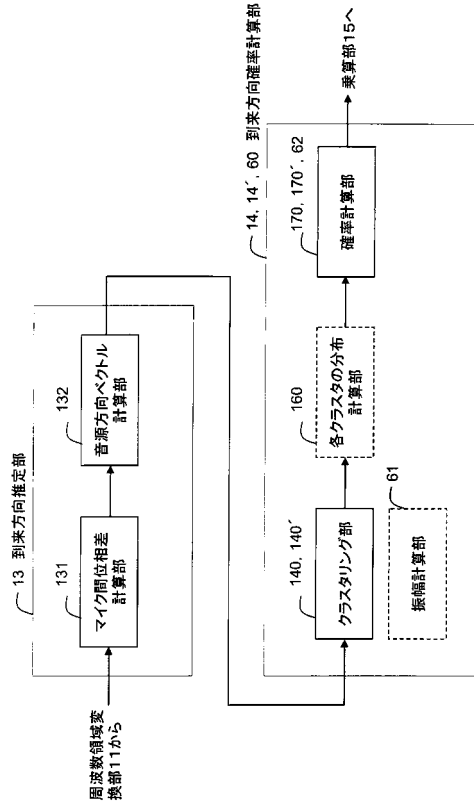 周波数領域変
換部11から
13 到来方向推定部
131
マイク間位相差
計算部
132
音源方向ベクトル
計算部
14, 14´, 60 到来方向確率計算部
140, 140´
クラスタリング部
61
振幅計算部
160
各クラスタの分布
計算部
170, 170´, 62
確率計算部
乗算部15へ